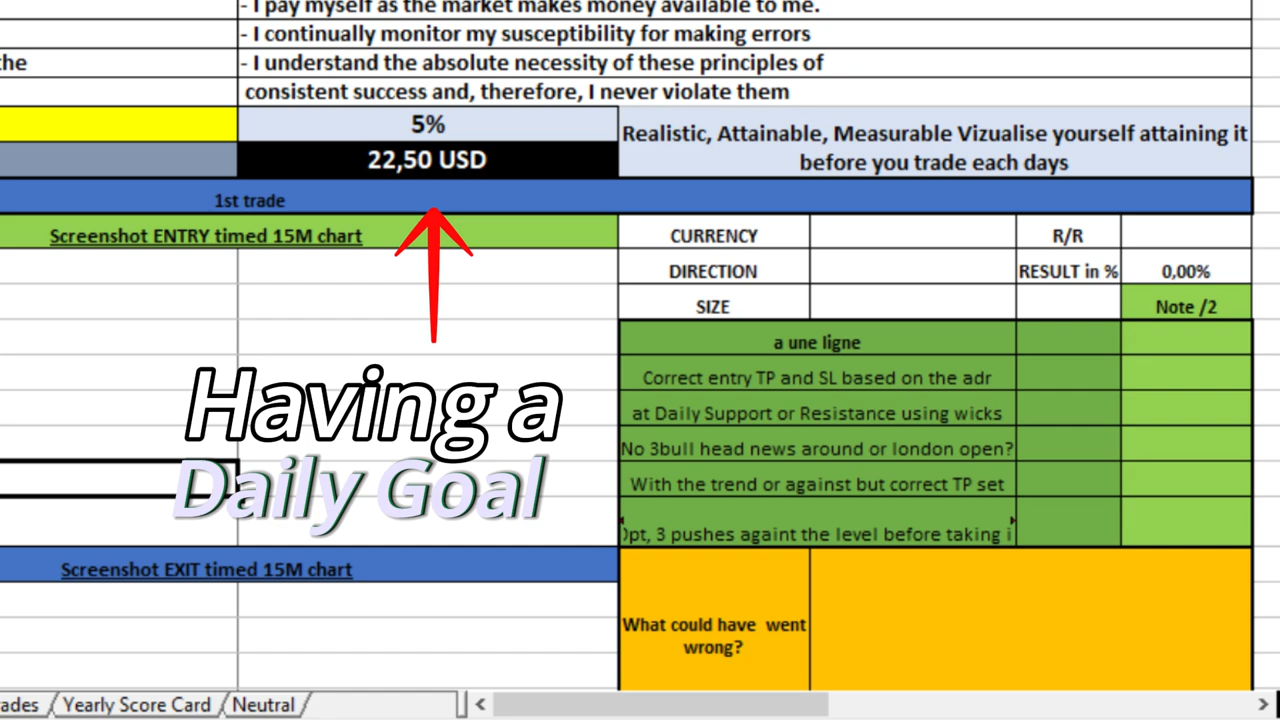 - I pay myself as the market makes money available to me.
- I continually monitor my susceptibility for making errors
the
- I understand the absolute necessity of these principles of
consistent success and, therefore, I never violate them
5%
Realistic, Attainable, Measurable Vizualise yourself attaining it
before you trade each days
22,50 USD
1st trade
Screenshot ENTRY timed 15M chart
CURRENCY
R/R
DIRECTION
RESULT in %
0,00%
SIZE
Note /2
a une ligne
Correct entry TP and SL based on the adr
at Daily Support or Resistance using wicks
No 3bull head news around or london open?
With the trend or against but correct TP set
3 pushes againt the level before taking
Having a
Daily Goal
Screenshot EXIT timed 15M chart
What could have went
wrong?
Yearly Score Card
Neutral